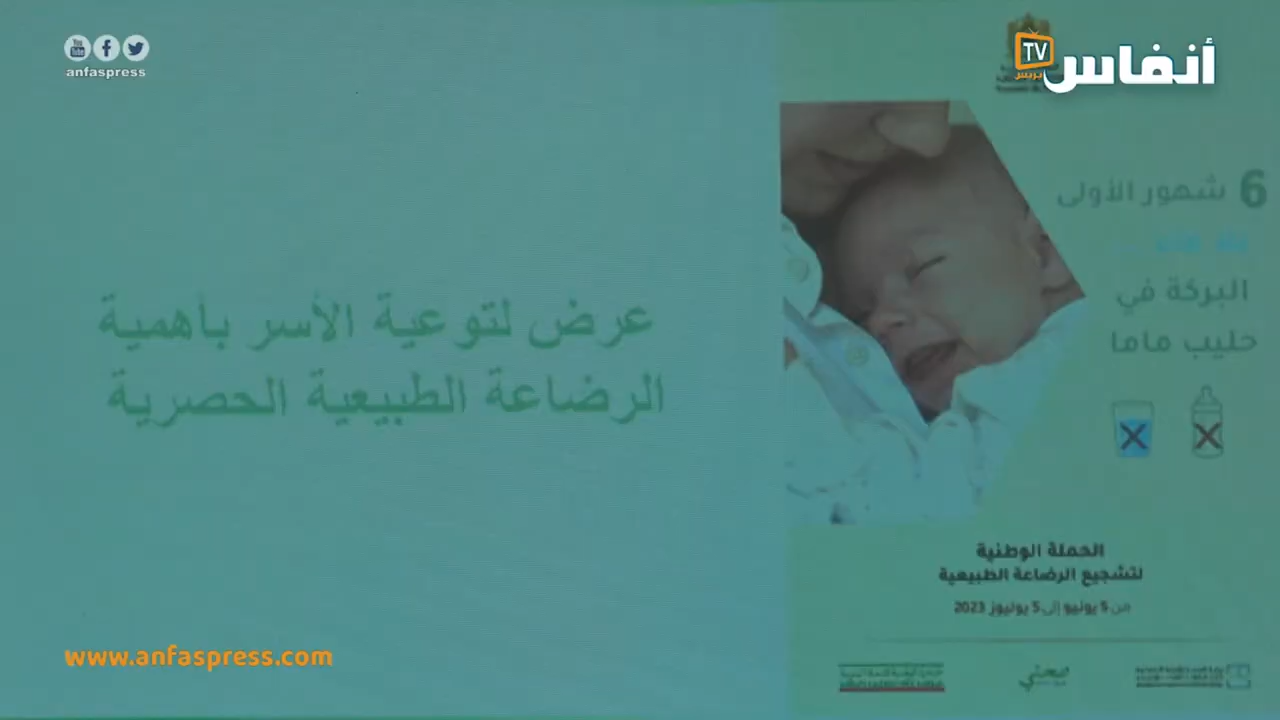 anfaspress
أنفاس
TV
بريس
6 شهور الأولى
البركة في
حليب ماما
عرض لتوعية الأسر بأهمية
الرضاعة الطبيعية الحصرية
الحملة الوطنية
لتشجيع الرضاعة الطبيعية
من 5 يونيو إلى 5 يوليوز 2023
www.anfaspress.com
صحتي